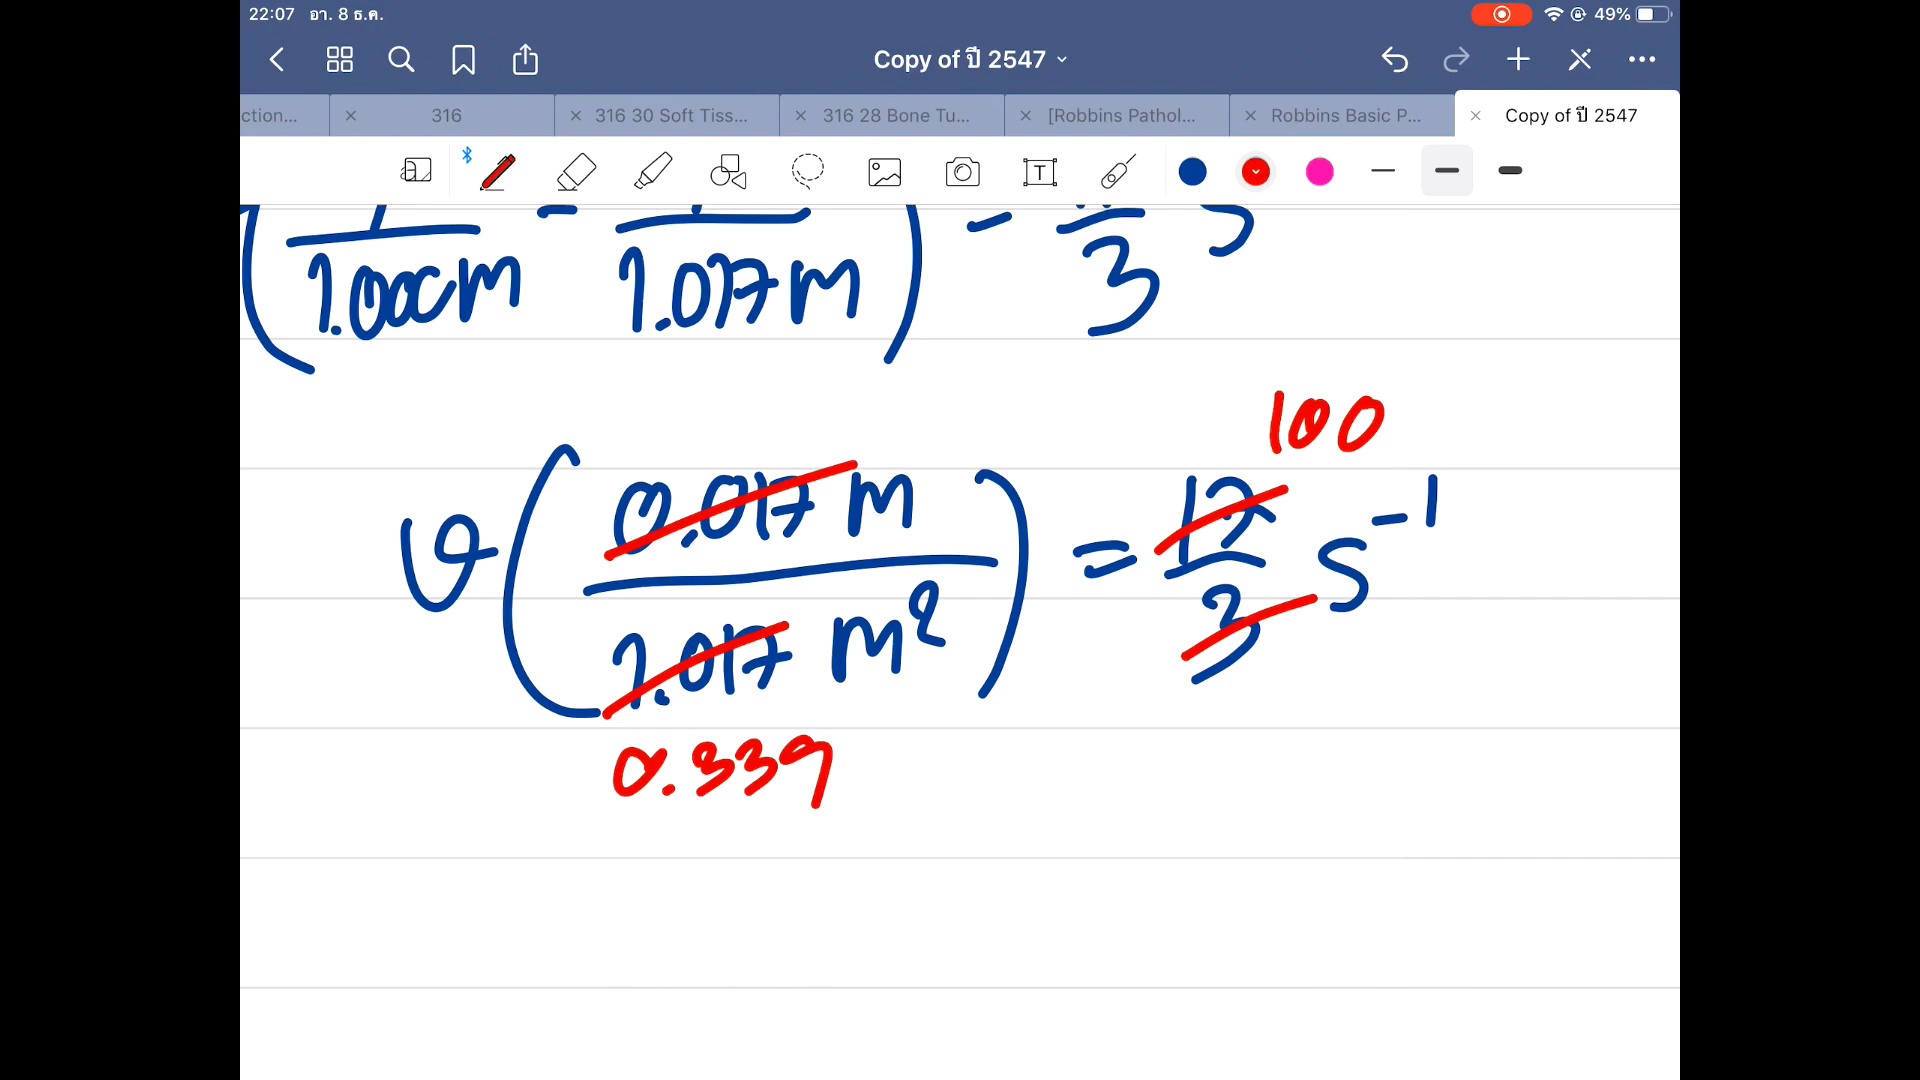 22:07 อา. 8 ธ.ค. 49%
Copy of ปี 2547
ction... 316 316 30 Soft Tiss... 316 28 Bone Tu... [Robbins Pathol... Robbins Basic P... Copy of ปี 2547
1.000m 1.017m 3
100
0.017 m
v = 17 s⁻¹
1.017 m² 3
0.339